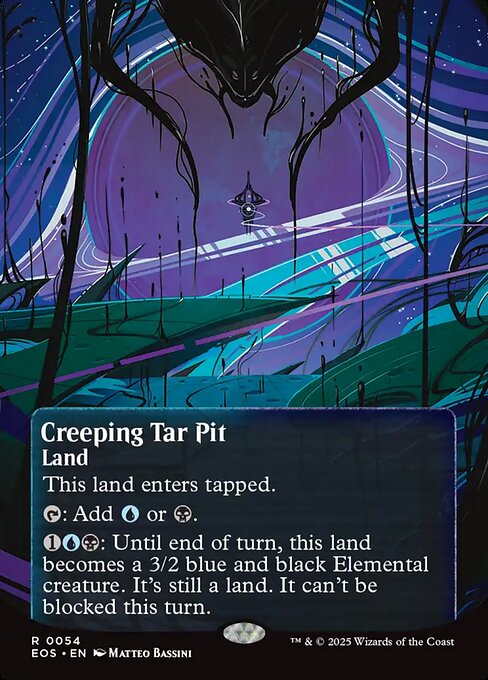 Creeping Tar Pit
Land
This land enters tapped.
: Add or .
1: Until end of turn, this land
becomes a 3/2 blue and black Elemental
creature. It's still a land. It can't be
blocked this turn.
R 0054
EOS • EN Matteo Bassini
™ & © 2025 Wizards of the Coast